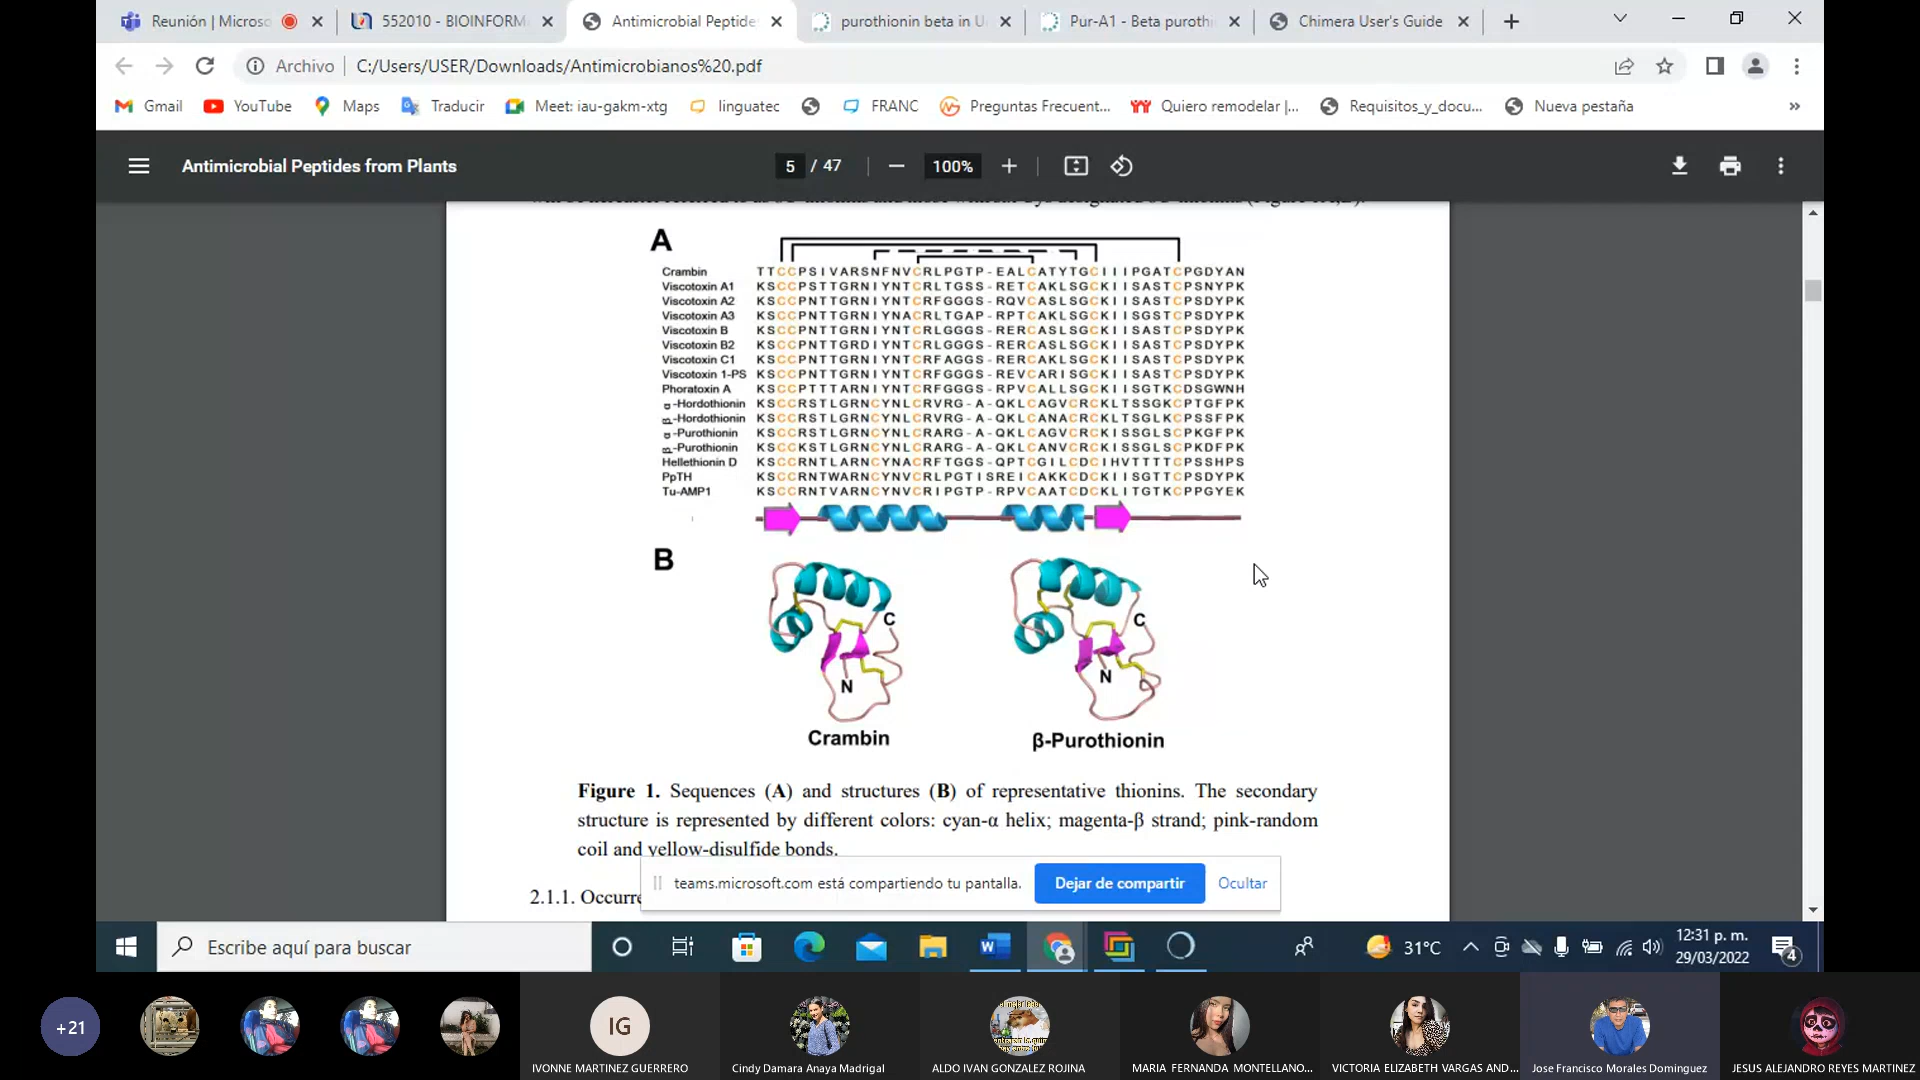 Reunión | Microso
552010 - BIOINFORM
Antimicrobial Peptide
purothionin beta in U
Pur-A1 - Beta puroth
Chimera User's Guide
Archivo
C:/Users/USER/Downloads/Antimicrobianos%20.pdf
Gmail
YouTube
Maps
Traducir
Meet: iau-gakm-xtg
linguatec
FRANC
Preguntas Frecuent...
Quiero remodelar |...
Requisitos_y_docu...
Nueva pestaña
»
Antimicrobial Peptides from Plants
5 / 47
100%
A
Crambin TTCCPSIVARSNFNVCRLPGTP-EALCATYTGCIIIPGATCPGDYAN
Viscotoxin A1 KSCCPSTTGRNIYNTCRLTGSS-RETCAKLSGCKIISASTCPSNYPK
Viscotoxin A2 KSCCPNTTGRNIYNTCRFGGGS-RQVCASLSGCKIISASTCPSDYPK
Viscotoxin A3 KSCCPNTTGRNIYNACRLTGAP-RPTCAKLSGCKIISGSTCPSDYPK
Viscotoxin B KSCCPNTTGRNIYNTCRLGGGS-RERCASLSGCKIISASTCPSDYPK
Viscotoxin B2 KSCCPNTTGRDIYNTCRLGGGS-RERCASLSGCKIISASTCPSDYPK
Viscotoxin C1 KSCCPNTTGRNIYNTCRFAGGS-RERCAKLSGCKIISASTCPSDYPK
Viscotoxin 1-PS KSCCPNTTGRNIYNTCRFGGGS-REVCARISGCKIISASTCPSDYPK
Phoratoxin A KSCCPTTTARNIYNTCRFGGGS-RPVCALLSGCKIISGTKCDSGWNH
α-Hordothionin KSCCRSTLGRNCYNLCRVRG-A-QKLCAGVCRCKLTSSGKCPTGFPK
β-Hordothionin KSCCRSTLGRNCYNLCRVRG-A-QKLCANACRCKLTSGLKCPSSFPK
α-Purothionin KSCCRSTLGRNCYNLCRARG-A-QKLCAGVCRCKISSGLSCPKGFPK
β-Purothionin KSCCKSTLGRNCYNLCRARG-A-QKLCANVCRCKISSGLSCPKDFPK
Hellethionin D KSCCRNTLARNCYNACRFTGGS-QPTCGILCDCIHVTTTTCPSSHPS
PpTH KSCCRNTWARNCYNVCRLPGTISREICAKKCDCKIISGTTCPSDYPK
Tu-AMP1 KSCCRNTVARNCYNVCRIPGTP-RPVCAATCDCKLITGTKCPPGYEK
B
C
N
C
N
Crambin
β-Purothionin
Figure 1. Sequences (A) and structures (B) of representative thionins. The secondary
structure is represented by different colors: cyan-α helix; magenta-β strand; pink-random
coil and yellow-disulfide bonds.
2.1.1. Occurre
teams.microsoft.com está compartiendo tu pantalla.
Dejar de compartir
Ocultar
Escribe aquí para buscar
31°C
12:31 p. m.
29/03/2022
4
+21
IG
IVONNE MARTINEZ GUERRERO
Cindy Damara Anaya Madrigal
ALDO IVAN GONZALEZ ROJINA
MARIA FERNANDA MONTELLANO...
VICTORIA ELIZABETH VARGAS AND...
Jose Francisco Morales Dominguez
JESUS ALEJANDRO REYES MARTINEZ